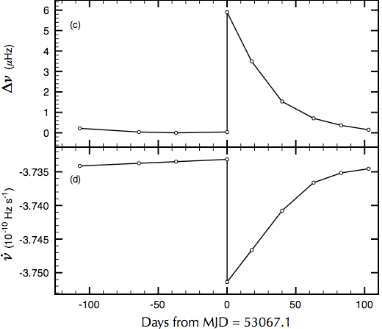 (c)
Δν (μHz)
6
5
4
3
2
1
0
(d)
ν̇ (10⁻¹⁰ Hz s⁻¹)
-3.735
-3.740
-3.745
-3.750
-100 -50 0 50 100
Days from MJD = 53067.1